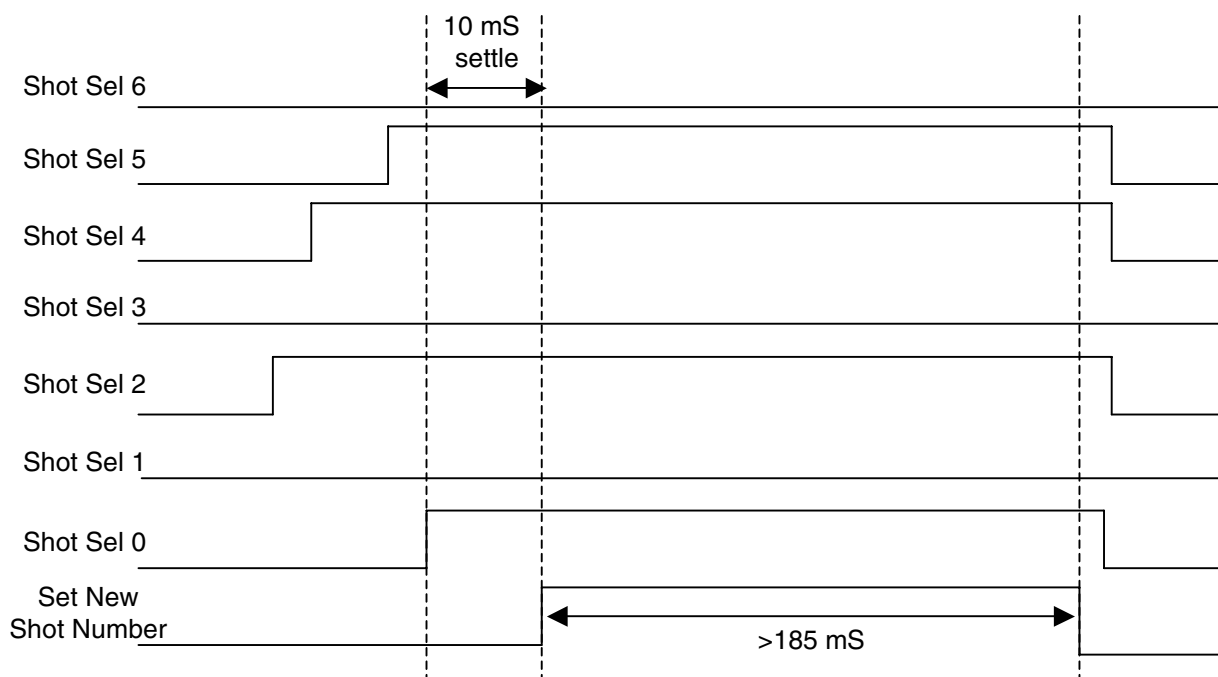 10 mS
settle
Shot Sel 6
Shot Sel 5
Shot Sel 4
Shot Sel 3
Shot Sel 2
Shot Sel 1
Shot Sel 0
Set New
Shot Number
>185 mS